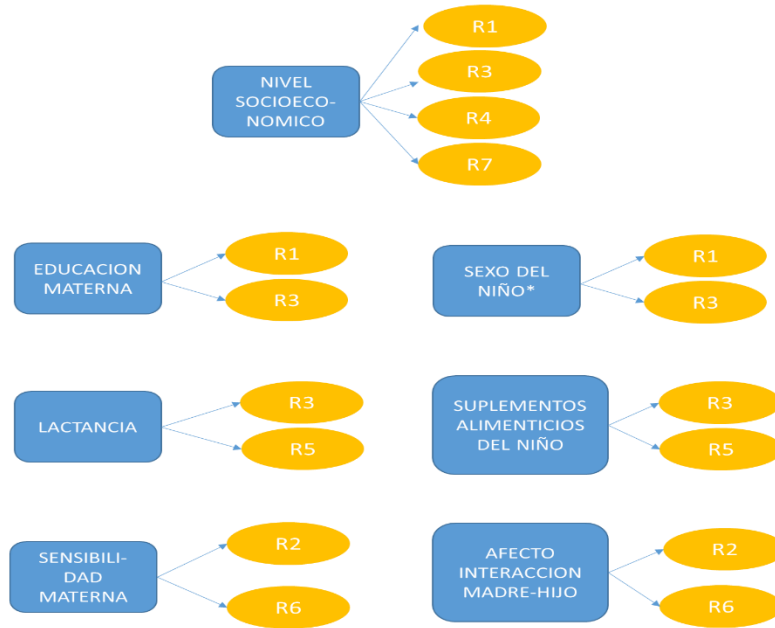 NIVEL
SOCIOECO-
NOMICO
R1
R3
R4
R7
EDUCACION
MATERNA
R1
R3
SEXO DEL
NIÑO*
R1
R3
LACTANCIA
R3
R5
SUPLEMENTOS
ALIMENTICIOS
DEL NIÑO
R3
R5
SENSIBILI-
DAD
MATERNA
R2
R6
AFECTO
INTERACCION
MADRE-HIJO
R2
R6